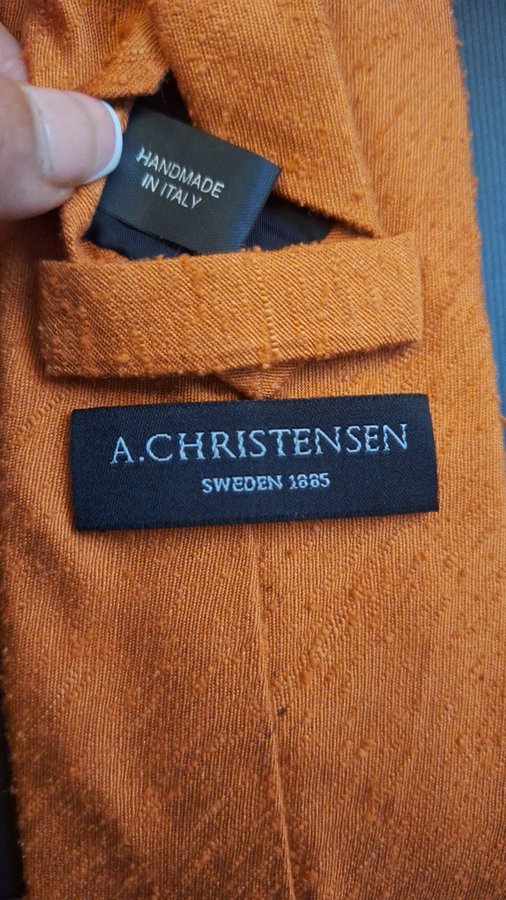 HANDMADE
IN ITALY
A.CHRISTENSEN
SWEDEN 1885